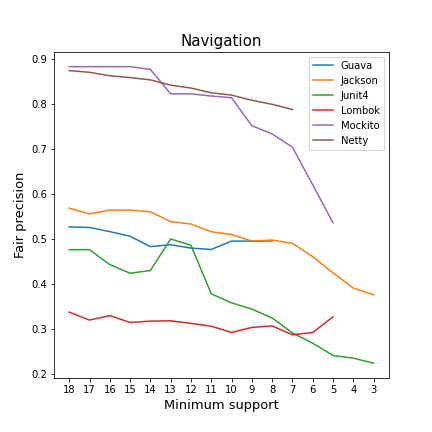 Navigation
Guava
Jackson
Junit4
Lombok
Mockito
Netty
Fair precision
0.9
0.8
0.7
0.6
0.5
0.4
0.3
0.2
18 17 16 15 14 13 12 11 10 9 8 7 6 5 4 3
Minimum support